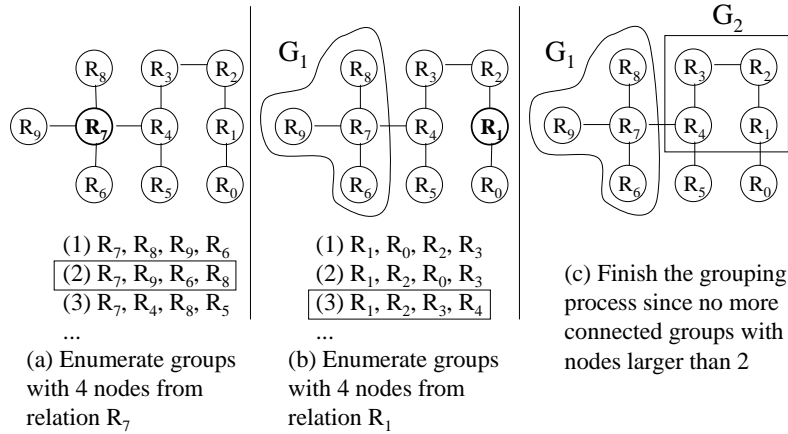 R8 R3 R2
R9 R7 R4 R1
R6 R5 R0
(1) R7, R8, R9, R6
(2) R7, R9, R6, R8
(3) R7, R4, R8, R5
...
(a) Enumerate groups
with 4 nodes from
relation R7
G1
R8 R3 R2
R9 R7 R4 R1
R6 R5 R0
(1) R1, R0, R2, R3
(2) R1, R2, R0, R3
(3) R1, R2, R3, R4
...
(b) Enumerate groups
with 4 nodes from
relation R1
G2
G1
R8 R3 R2
R9 R7 R4 R1
R6 R5 R0
(c) Finish the grouping
process since no more
connected groups with
nodes larger than 2